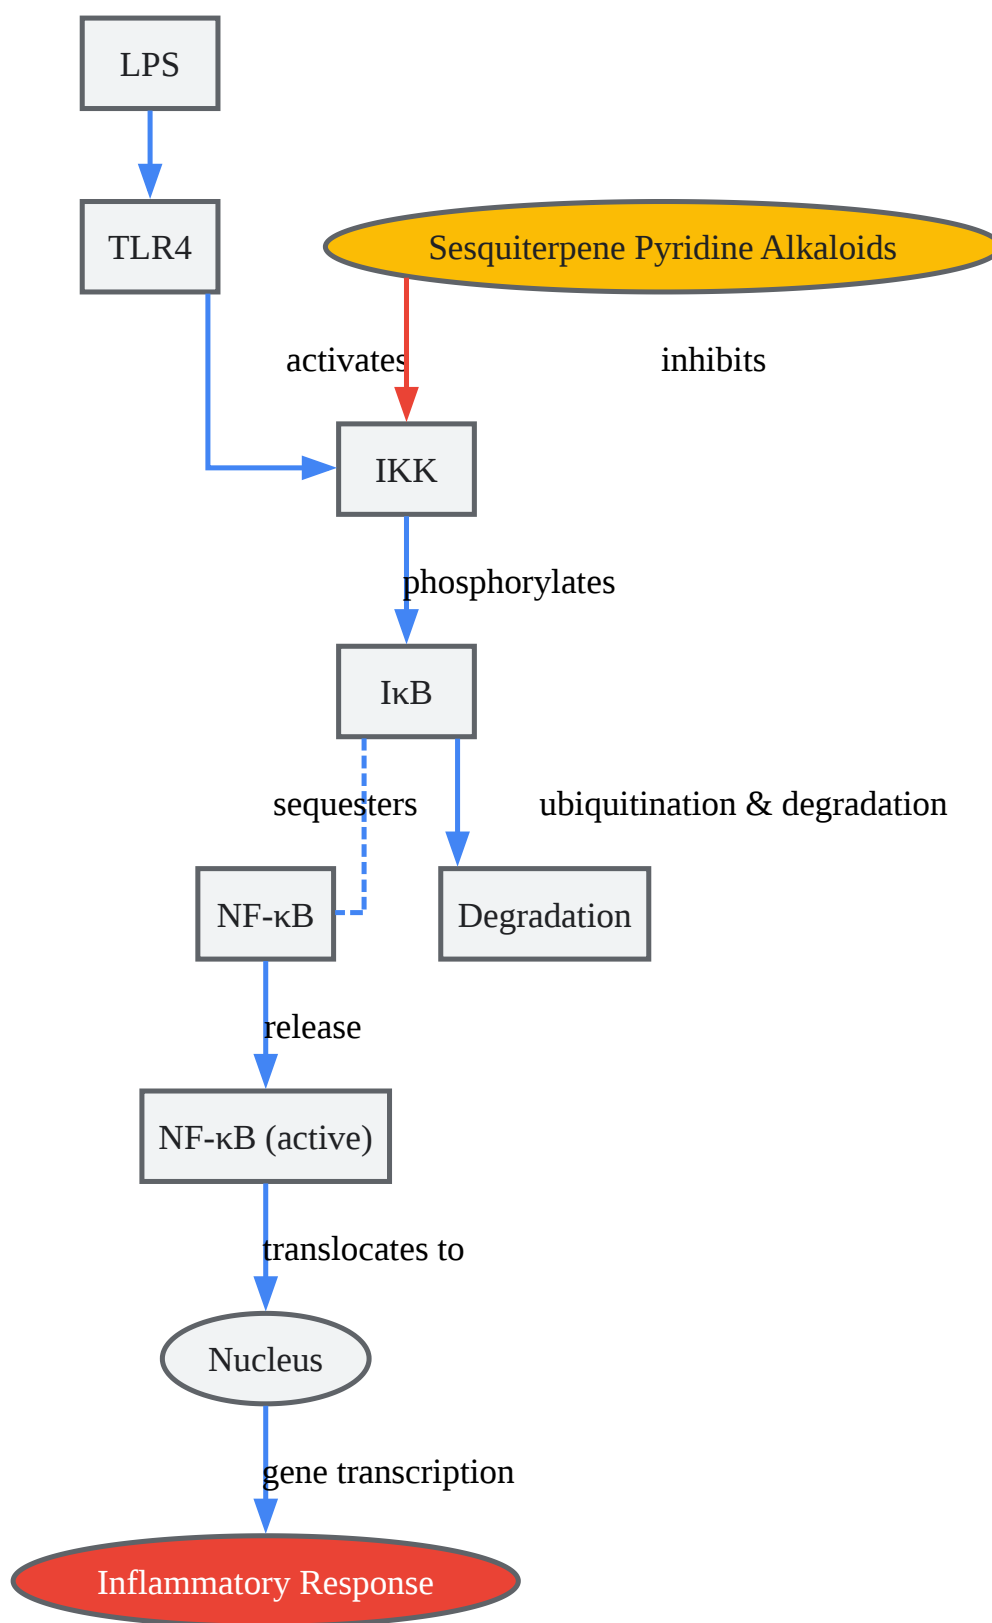 LPS
TLR4
Sesquiterpene Pyridine Alkaloids
activates
inhibits
IKK
phosphorylates
IκB
sequesters
ubiquitination & degradation
NF-κB
Degradation
release
NF-κB (active)
translocates to
Nucleus
gene transcription
Inflammatory Response